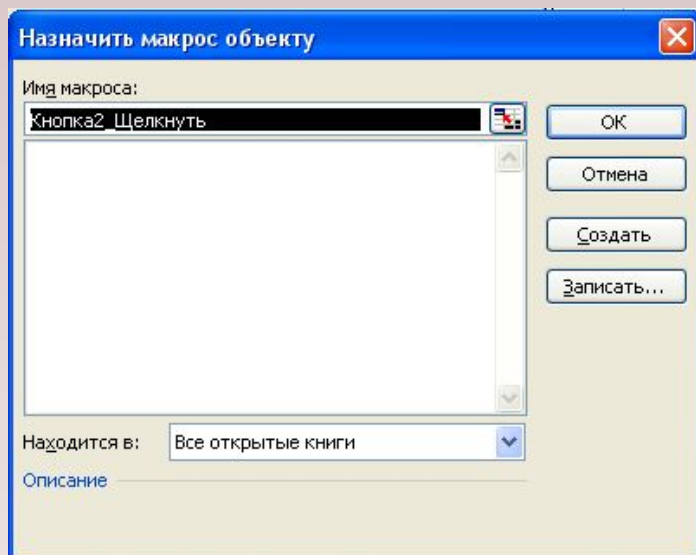 Назначить макрос объекту
Имя макроса:
Кнопка2_Щелкнуть
ОК
Отмена
Создать
Записать...
Находится в:
Все открытые книги
Описание